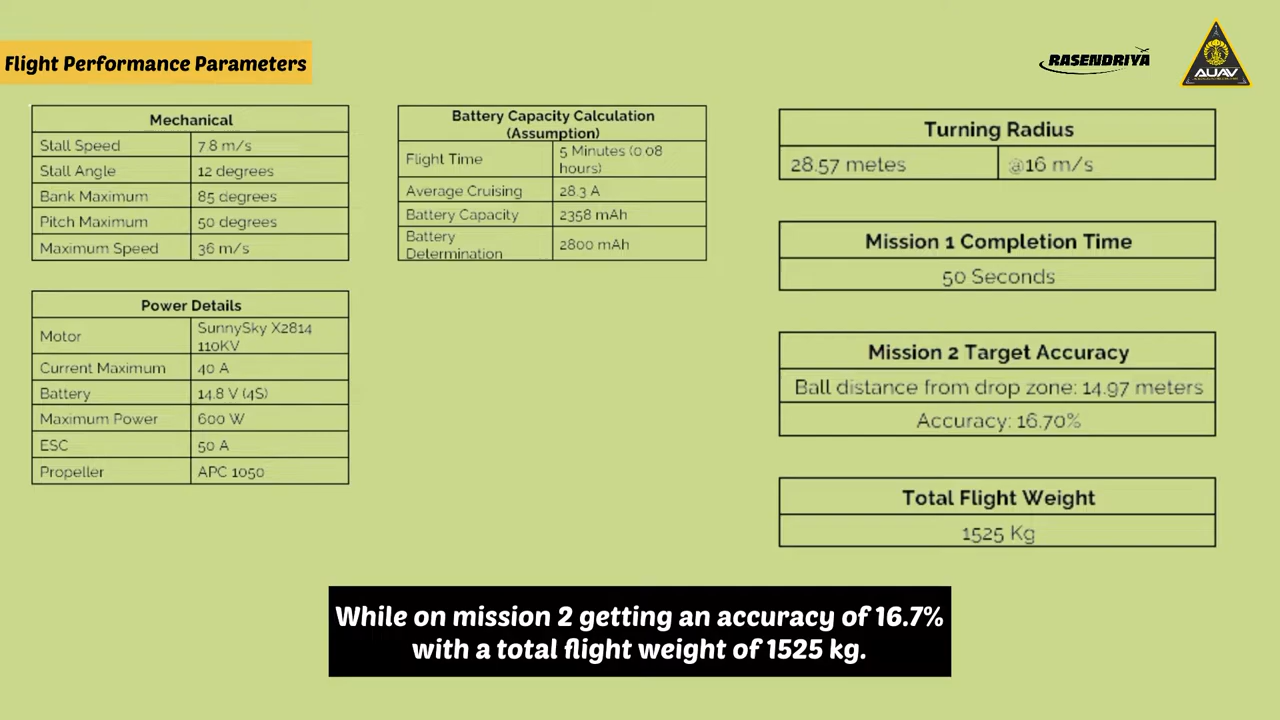 Flight Performance Parameters
RASENDRIYA
AUAV
Mechanical
Stall Speed 7.8 m/s
Stall Angle 12 degrees
Bank Maximum 85 degrees
Pitch Maximum 50 degrees
Maximum Speed 36 m/s
Power Details
Motor SunnySky X2814
110KV
Current Maximum 40 A
Battery 14.8 V (4S)
Maximum Power 600 W
ESC 50 A
Propeller APC 1050
Battery Capacity Calculation
(Assumption)
Flight Time 5 Minutes (0.08
hours)
Average Cruising 28.3 A
Battery Capacity 2358 mAh
Battery
Determination 2800 mAh
Turning Radius
28.57 metes @16 m/s
Mission 1 Completion Time
50 Seconds
Mission 2 Target Accuracy
Ball distance from drop zone: 14.97 meters
Accuracy: 16.70%
Total Flight Weight
1525 Kg
While on mission 2 getting an accuracy of 16.7%
with a total flight weight of 1525 kg.